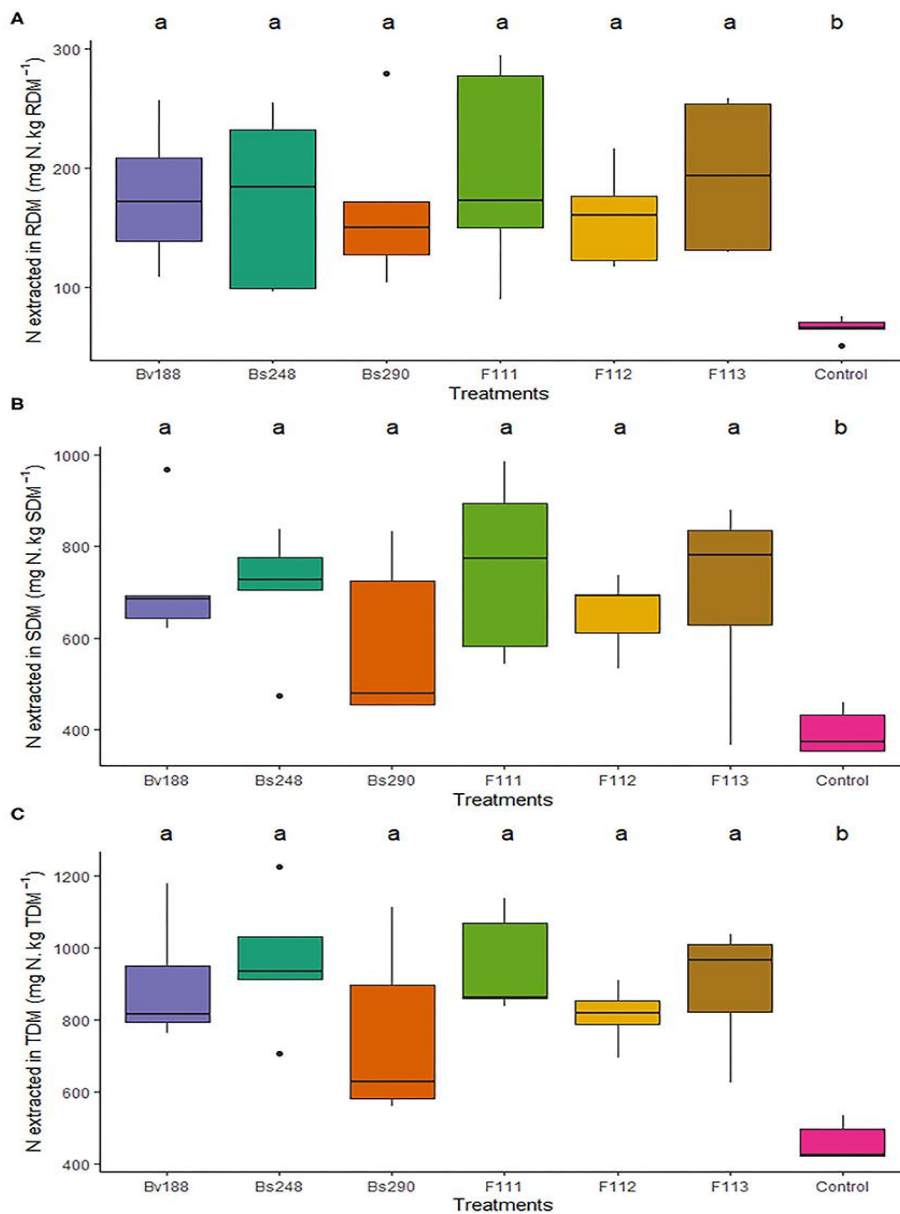 A
a a a a a a b
N extracted in RDM (mg N. kg RDM⁻¹)
300
200
100
Bv188 Bs248 Bs290 F111 F112 F113 Control
Treatments
B
a a a a a a b
N extracted in SDM (mg N. kg SDM⁻¹)
1000
800
600
400
Bv188 Bs248 Bs290 F111 F112 F113 Control
Treatments
C
a a a a a a b
N extracted in TDM (mg N. kg TDM⁻¹)
1200
1000
800
600
400
Bv188 Bs248 Bs290 F111 F112 F113 Control
Treatments